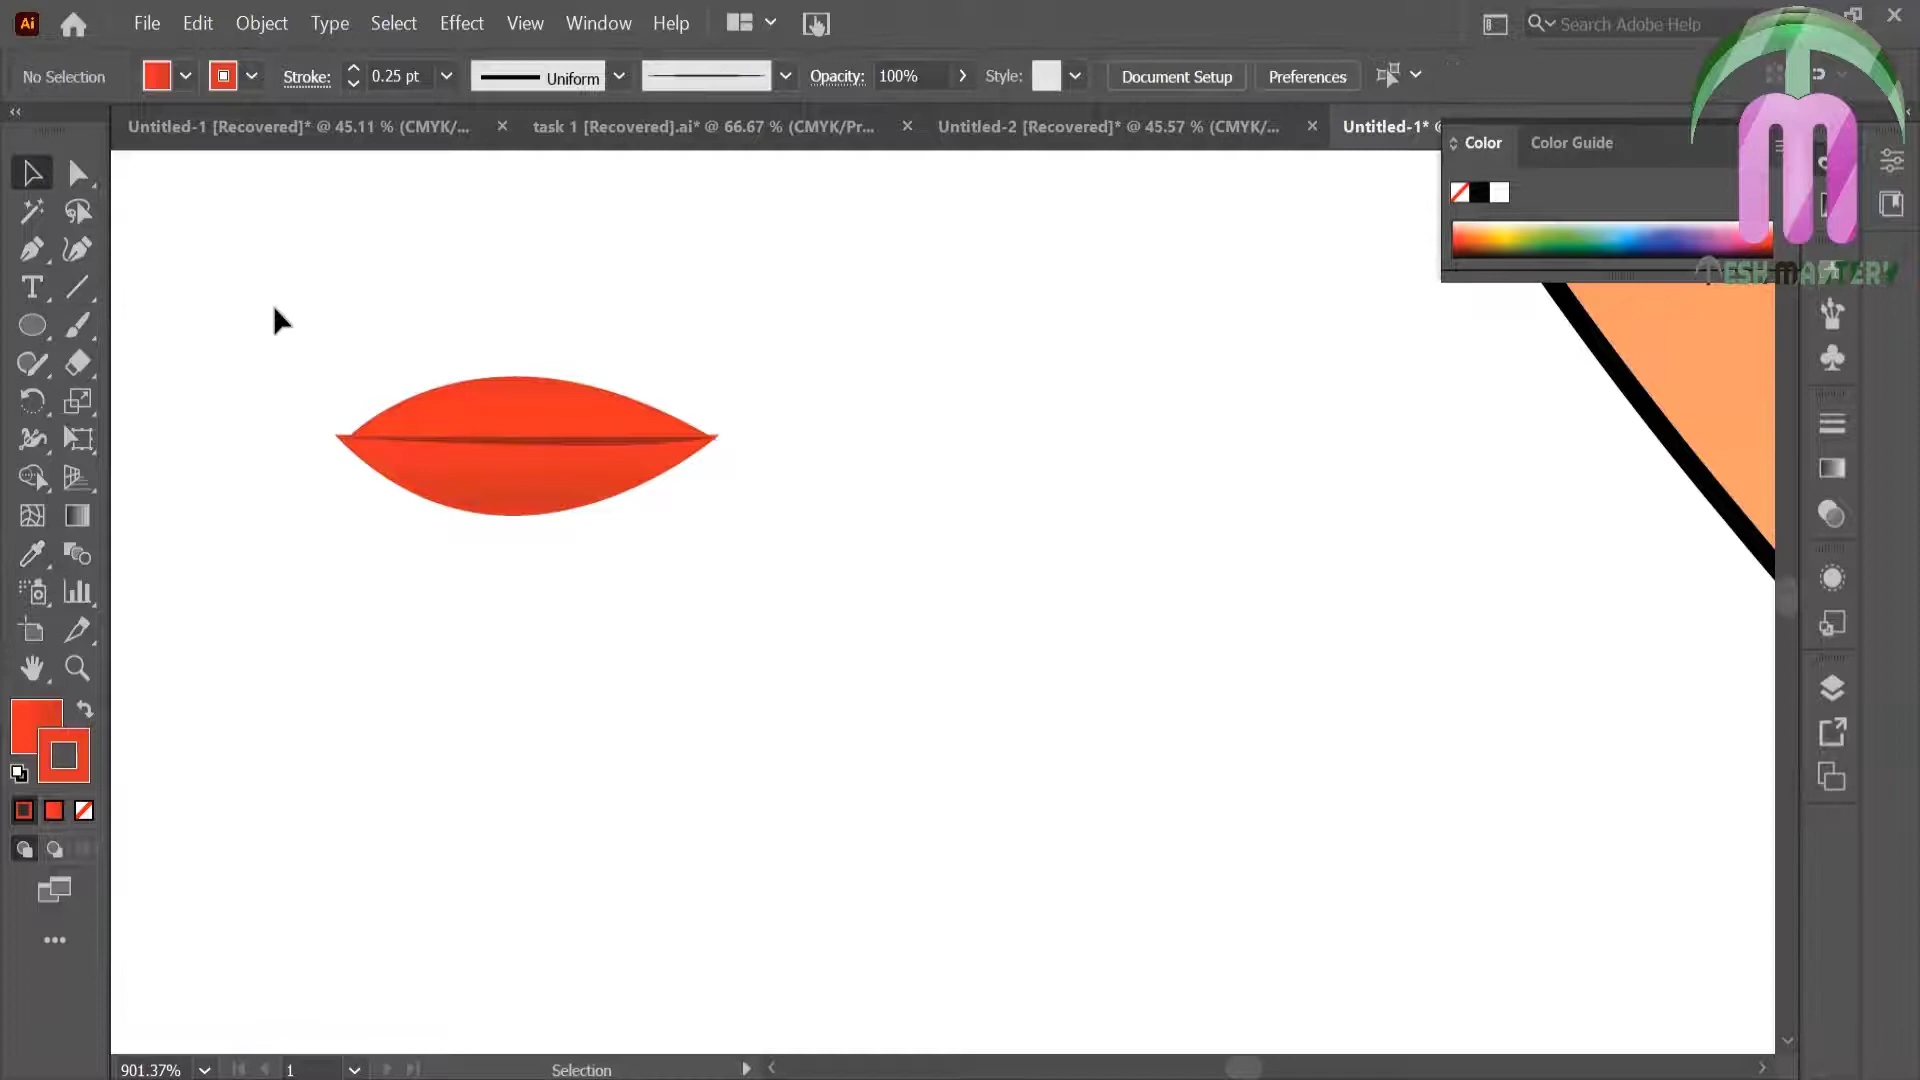 Ai File Edit Object Type Select Effect View Window Help Search Adobe Help
No Selection Stroke: 0.25 pt Uniform Opacity: 100% Style: Document Setup Preferences
Untitled-1 [Recovered]* @ 45.11 % (CMYK/... task 1 [Recovered].ai* @ 66.67 % (CMYK/Pr... Untitled-2 [Recovered]* @ 45.57 % (CMYK/... Untitled-1*
Color Color Guide
TESH MASTERY
901.37% 1 Selection